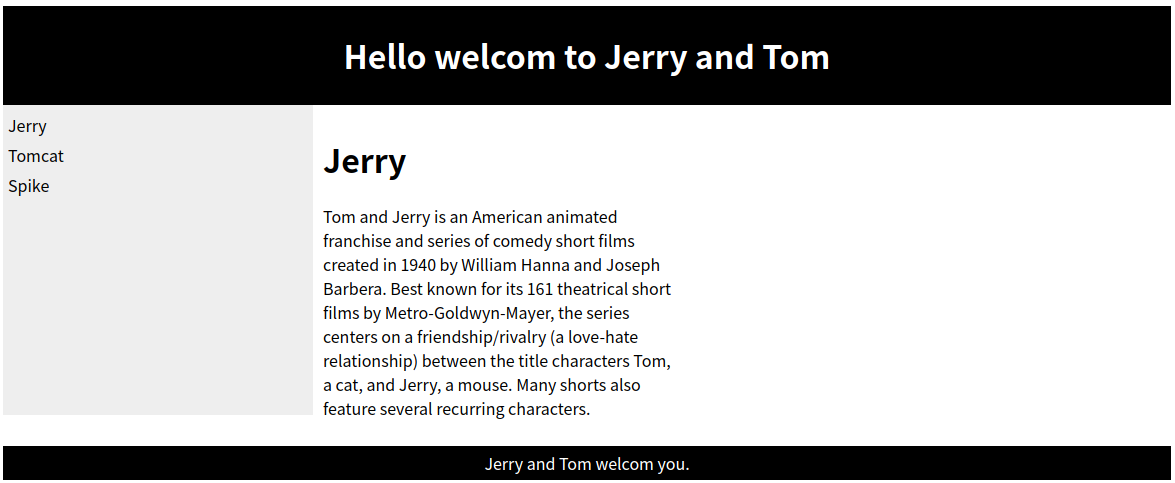 Hello welcom to Jerry and Tom
Jerry
Tomcat
Spike
Jerry
Tom and Jerry is an American animated
franchise and series of comedy short films
created in 1940 by William Hanna and Joseph
Barbera. Best known for its 161 theatrical short
films by Metro-Goldwyn-Mayer, the series
centers on a friendship/rivalry (a love-hate
relationship) between the title characters Tom,
a cat, and Jerry, a mouse. Many shorts also
feature several recurring characters.
Jerry and Tom welcom you.